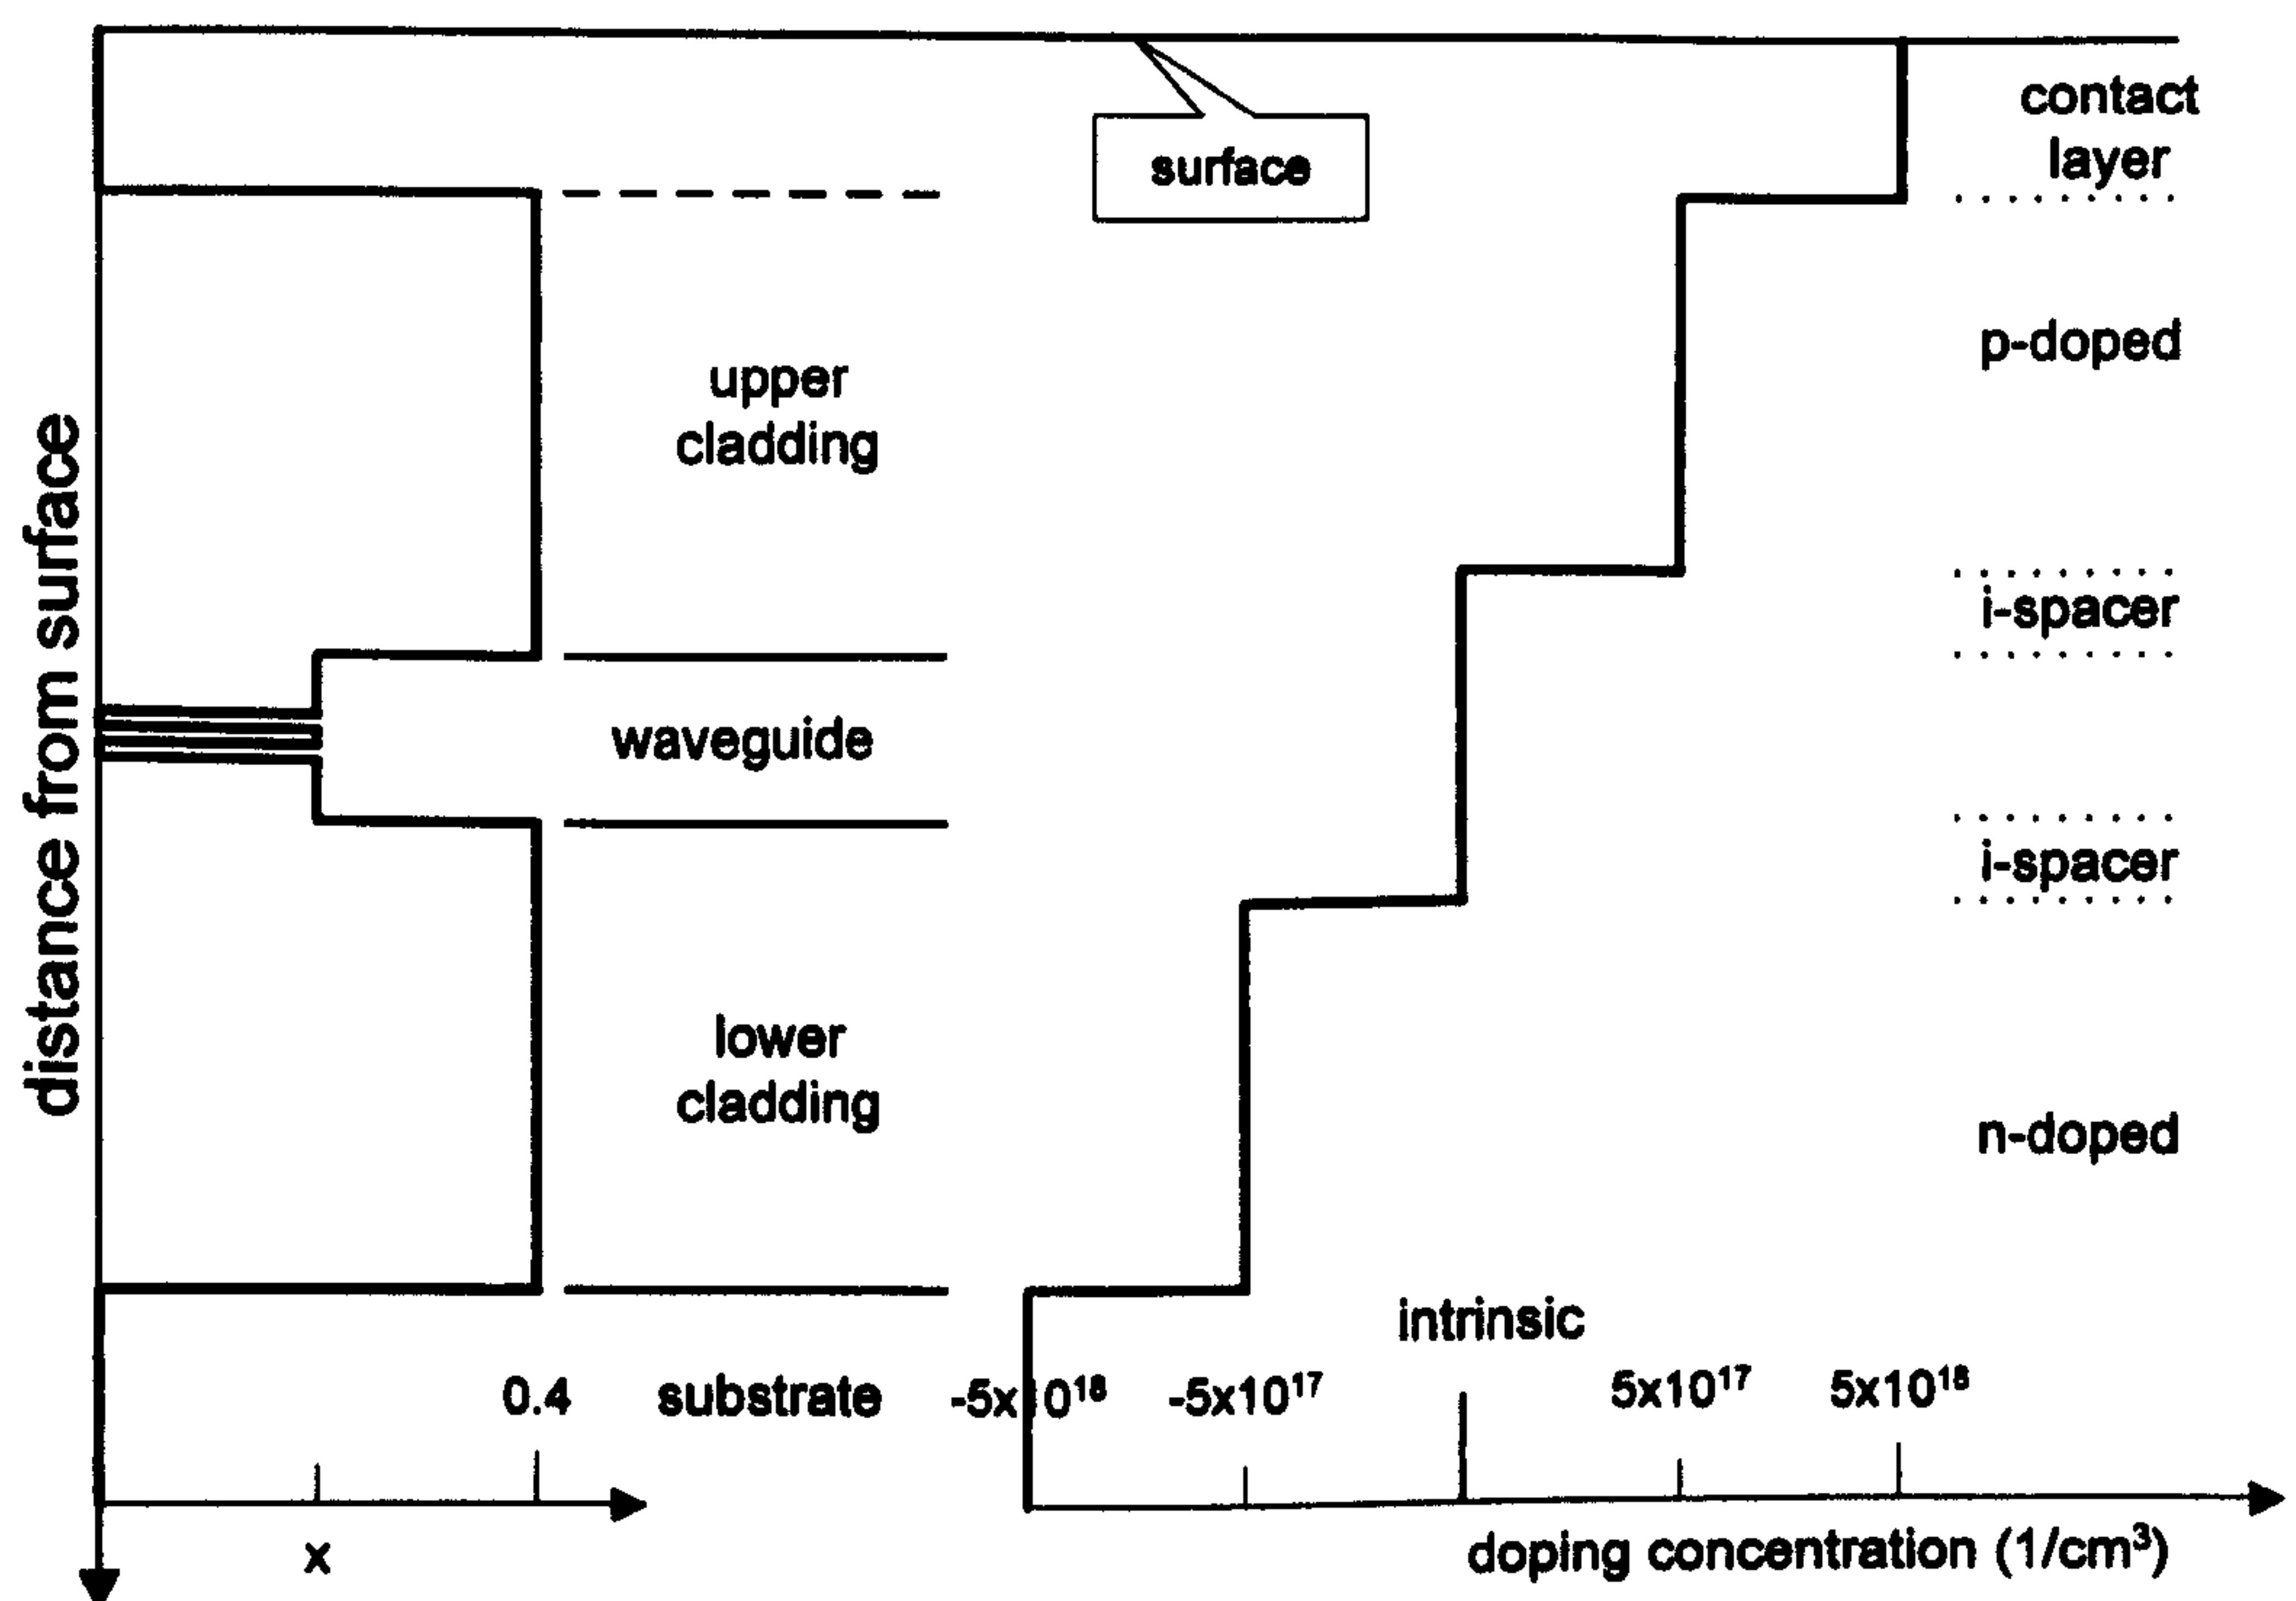 contact
layer
surface
p-doped
upper
cladding
i-spacer
distance from surface
waveguide
i-spacer
lower
cladding
n-doped
intrinsic
0.4
substrate
-5x10¹⁸
-5x10¹⁷
5x10¹⁷
5x10¹⁸
x
doping concentration (1/cm³)